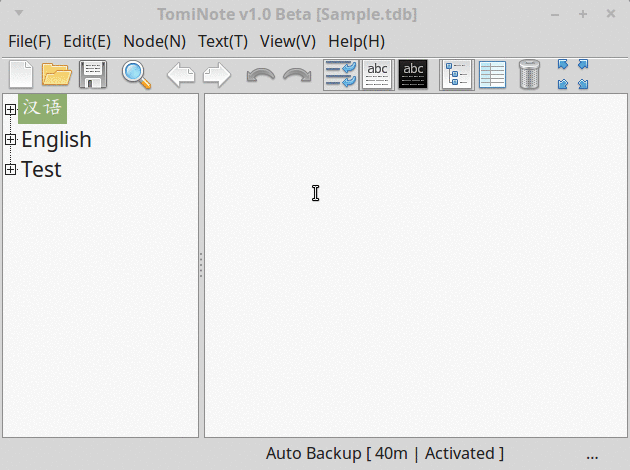 TomiNote v1.0 Beta [Sample.tdb]
File(F) Edit(E) Node(N) Text(T) View(V) Help(H)
abc abc
汉语
English
Test
Auto Backup [ 40m | Activated ] ...